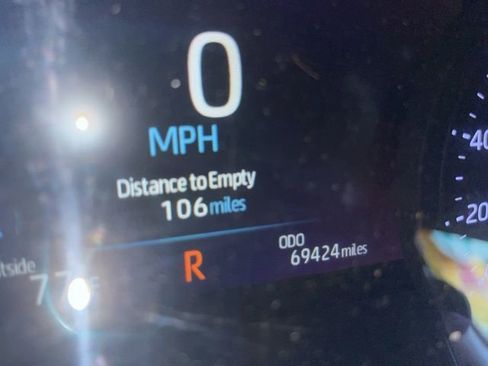 0
MPH
Distance to Empty
106 miles
ODO
69424 miles
R
40
20